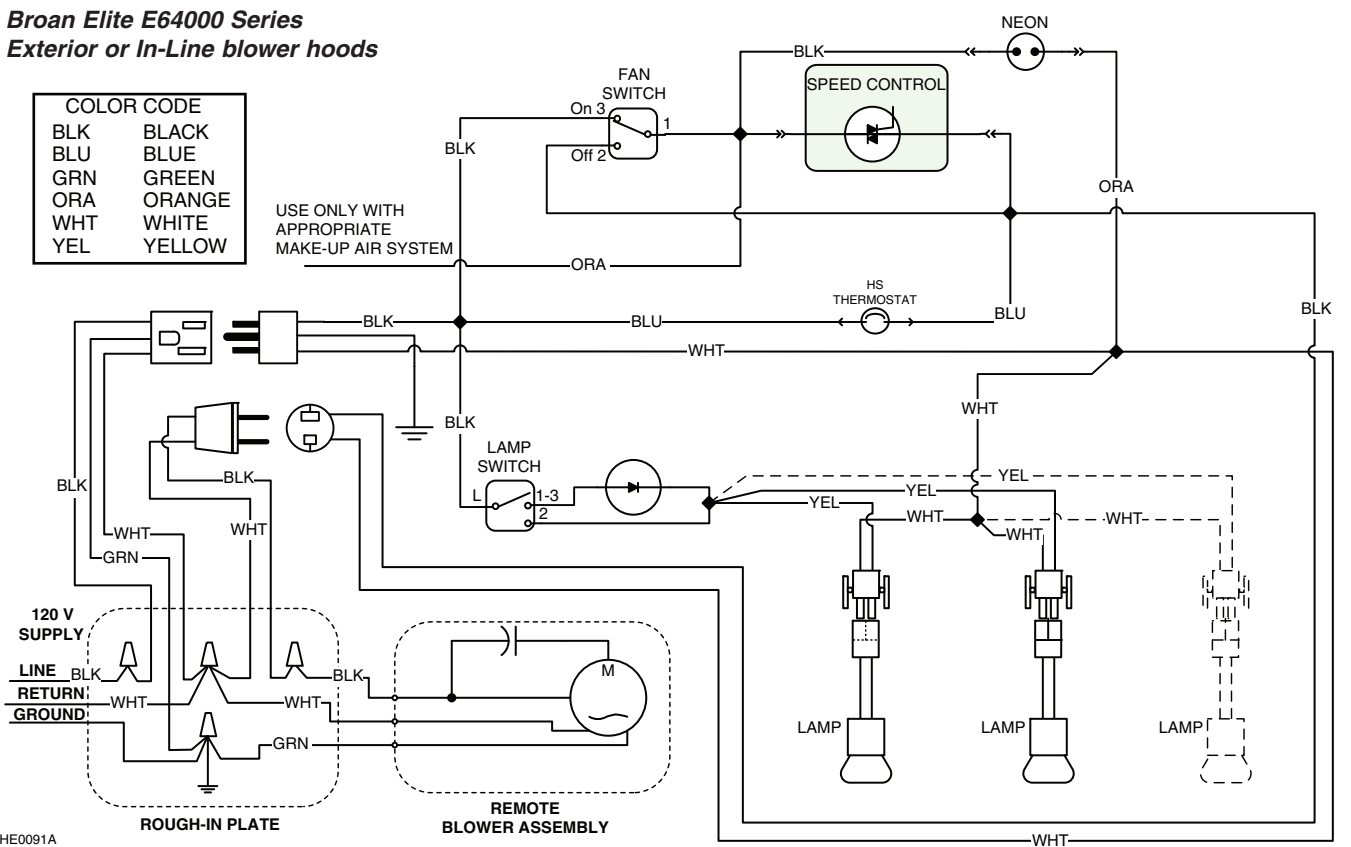 Broan Elite E64000 Series
Exterior or In-Line blower hoods
COLOR CODE
BLK BLACK
BLU BLUE
GRN GREEN
ORA ORANGE
WHT WHITE
YEL YELLOW
NEON
BLK
FAN
SWITCH
On 3
1
Off 2
SPEED CONTROL
BLK
ORA
USE ONLY WITH
APPROPRIATE
MAKE-UP AIR SYSTEM
ORA
HS
THERMOSTAT
BLK
BLU
BLU
BLK
WHT
BLK
WHT
LAMP
SWITCH
L
1-3
2
YEL
YEL
YEL
BLK
BLK
WHT
WHT
WHT
WHT
WHT
GRN
120 V
SUPPLY
LINE
BLK
RETURN
WHT
GROUND
BLK
WHT
GRN
M
LAMP
LAMP
LAMP
ROUGH-IN PLATE
REMOTE
BLOWER ASSEMBLY
WHT
HE0091A